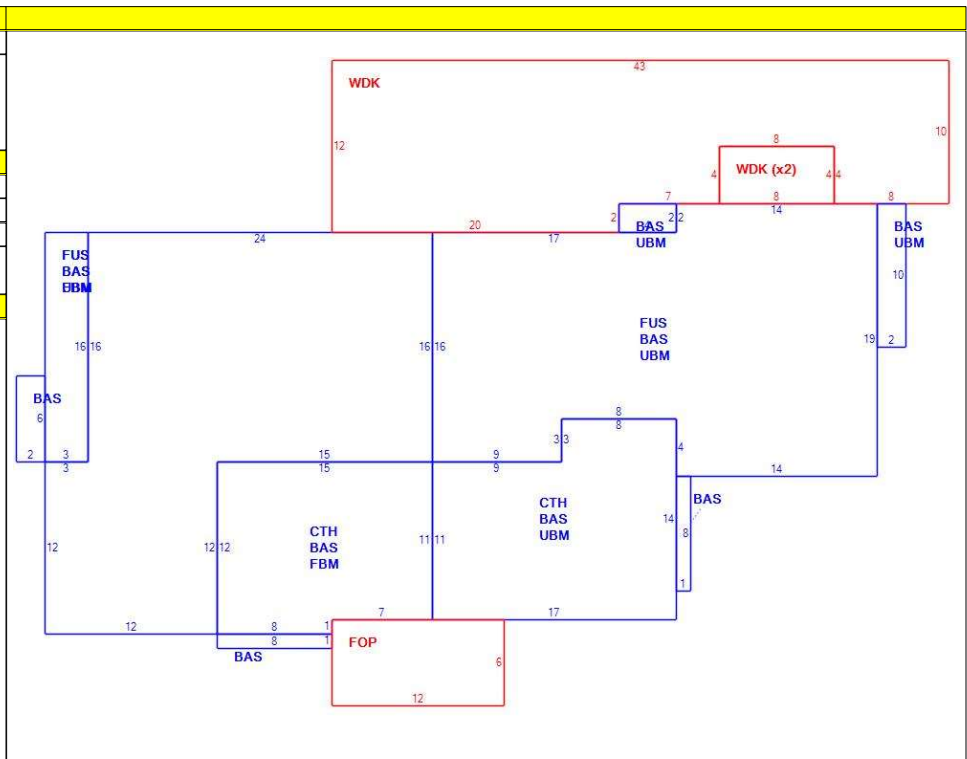 43
WDK
12
10
8
4
WDK (x2)
4 4
7
8
8
14
2
2 2
BAS
UBM
BAS
UBM
20
17
24
FUS
BAS
10
FUS
BAS
UBM
16 16
16 16
19
2
BAS
6
8
8
3 3
4
2
3
3
15
15
9
9
14
CTH
BAS
UBM
BAS
14
8
12
12 12
CTH
BAS
FBM
11 11
1
7
17
12
8
8
1
1
BAS
FOP
6
12